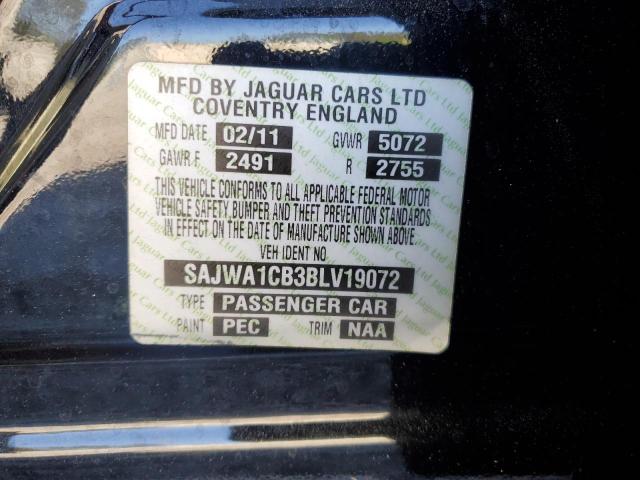 MFD BY JAGUAR CARS LTD
COVENTRY ENGLAND
MFD DATE 02/11 GVWR 5072
GAWR F 2491 R 2755
THIS VEHICLE CONFORMS TO ALL APPLICABLE FEDERAL MOTOR
VEHICLE SAFETY, BUMPER AND THEFT PREVENTION STANDARDS
IN EFFECT ON THE DATE OF MANUFACTURE SHOWN ABOVE.
VEH IDENT NO
SAJWA1CB3BLV19072
TYPE PASSENGER CAR
PAINT PEC TRIM NAA